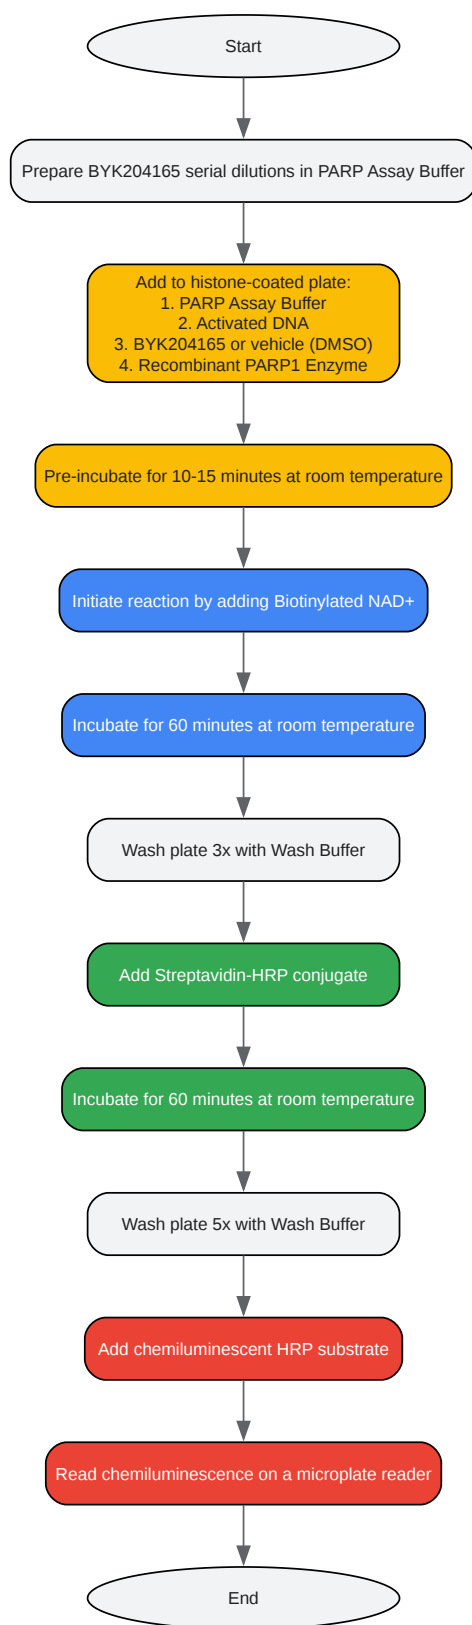 Start
Prepare BYK204165 serial dilutions in PARP Assay Buffer
Add to histone-coated plate:
1. PARP Assay Buffer
2. Activated DNA
3. BYK204165 or vehicle (DMSO)
4. Recombinant PARP1 Enzyme
Pre-incubate for 10-15 minutes at room temperature
Initiate reaction by adding Biotinylated NAD+
Incubate for 60 minutes at room temperature
Wash plate 3x with Wash Buffer
Add Streptavidin-HRP conjugate
Incubate for 60 minutes at room temperature
Wash plate 5x with Wash Buffer
Add chemiluminescent HRP substrate
Read chemiluminescence on a microplate reader
End